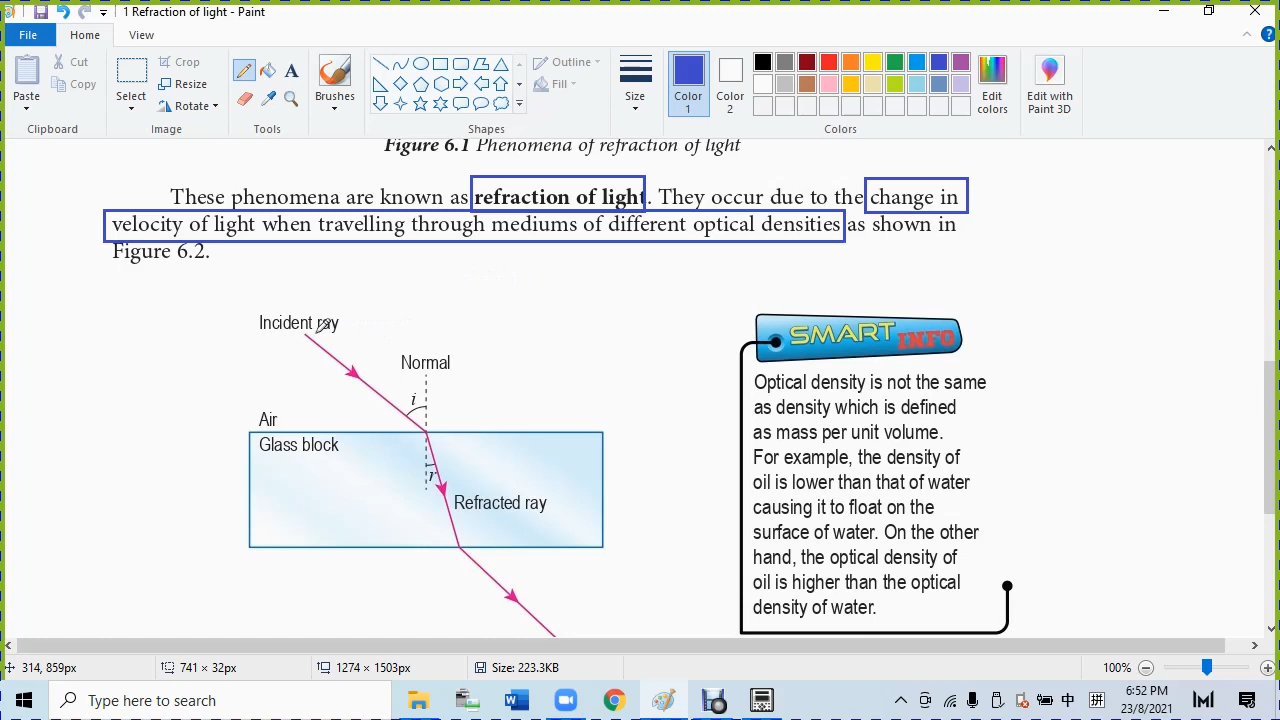 1 Refraction of light - Paint
File Home View
Paste
Cut
Copy
Clipboard
Select
Crop
Resize
Rotate
Image
A
Tools
Brushes
Shapes
Outline
Fill
Size
Color 1
Color 2
Colors
Edit colors
Edit with Paint 3D
Figure 6.1 Phenomena of refraction of light
These phenomena are known as refraction of light. They occur due to the change in
velocity of light when travelling through mediums of different optical densities as shown in
Figure 6.2.
Incident ray
Normal
i
Air
Glass block
r
Refracted ray
SMART INFO
Optical density is not the same
as density which is defined
as mass per unit volume.
For example, the density of
oil is lower than that of water
causing it to float on the
surface of water. On the other
hand, the optical density of
oil is higher than the optical
density of water.
314, 859px 741 × 32px 1274 × 1503px Size: 223.3KB 100%
Type here to search
中 拼 6:52 PM
23/8/2021